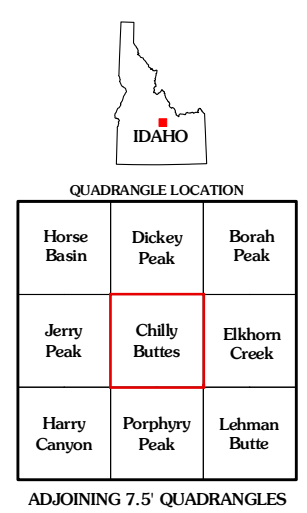 IDAHO
QUADRANGLE LOCATION
Horse
Basin
Dickey
Peak
Borah
Peak
Jerry
Peak
Chilly
Buttes
Elkhorn
Creek
Harry
Canyon
Porphyry
Peak
Lehman
Butte
ADJOINING 7.5' QUADRANGLES